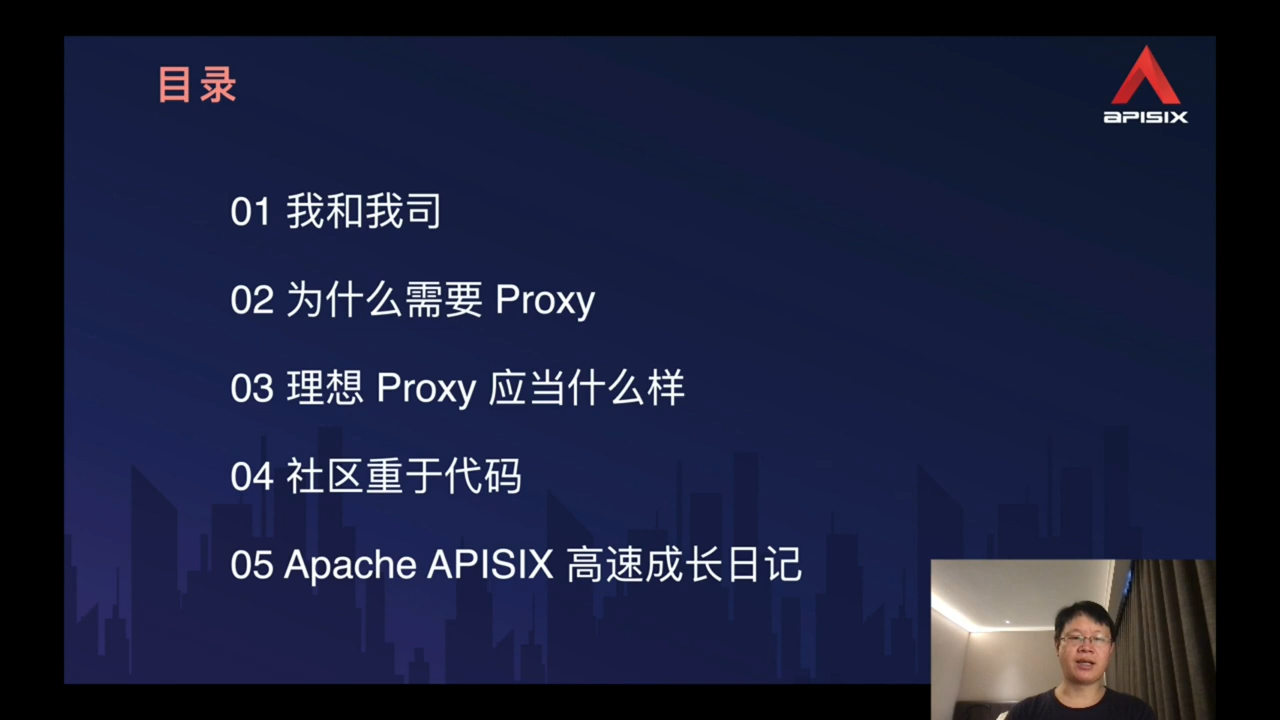 目录
APISIX
01 我和我司
02 为什么需要 Proxy
03 理想 Proxy 应当什么样
04 社区重于代码
05 Apache APISIX 高速成长日记